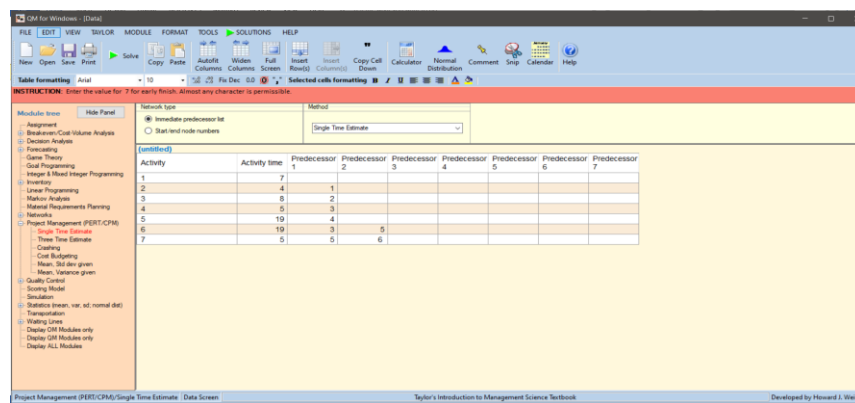 QM for Windows - [Data]
FILE EDIT VIEW TAYLOR MODULE FORMAT TOOLS SOLUTIONS HELP
New Open Save Print Solve Copy Paste Autofit Columns Widen Columns Full Screen Insert Row(s) Insert Column(s) Copy Cell Down Calculator Normal Distribution Comment Snip Calendar Help
Table formatting Arial 10 Fix Dec 0.0 Selected cells formatting B I U
INSTRUCTION: Enter the value for 7 for early finish. Almost any character is permissible.
Module tree Hide Panel
Assignment
Breakeven/Cost-Volume Analysis
Decision Analysis
Forecasting
Game Theory
Goal Programming
Integer & Mixed Integer Programming
Inventory
Linear Programming
Markov Analysis
Material Requirements Planning
Networks
Project Management (PERT/CPM)
Single Time Estimate
Three Time Estimate
Crashing
Cost Budgeting
Mean, Std dev given
Mean, Variance given
Quality Control
Scoring Model
Simulation
Statistics (mean, var, sd; normal dist)
Transportation
Waiting Lines
Display OM Modules only
Display QM Modules only
Display ALL Modules
Network type
Immediate predecessor list
Start/end node numbers
Method
Single Time Estimate
(untitled)
Activity Activity time Predecessor 1 Predecessor 2 Predecessor 3 Predecessor 4 Predecessor 5 Predecessor 6 Predecessor 7
1 7
2 4 1
3 8 2
4 5 3
5 19 4
6 19 3 5
7 5 5 6
Project Management (PERT/CPM)/Single Time Estimate Data Screen Taylor's Introduction to Management Science Textbook Developed by Howard J. Wei